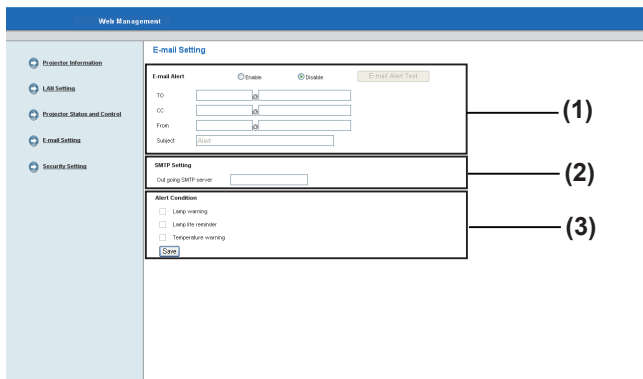 Web Management
E-mail Setting
Projector Information
LAN Setting
Projector Status and Control
E-mail Setting
Security Setting
E-mail Alert Enable Disable E-mail Alert Test
TO @
CC @
From @
Subject Alert
(1)
SMTP Setting
Out going SMTP server
(2)
Alert Condition
Lamp warning
Lamp life reminder
Temperature warning
Save
(3)